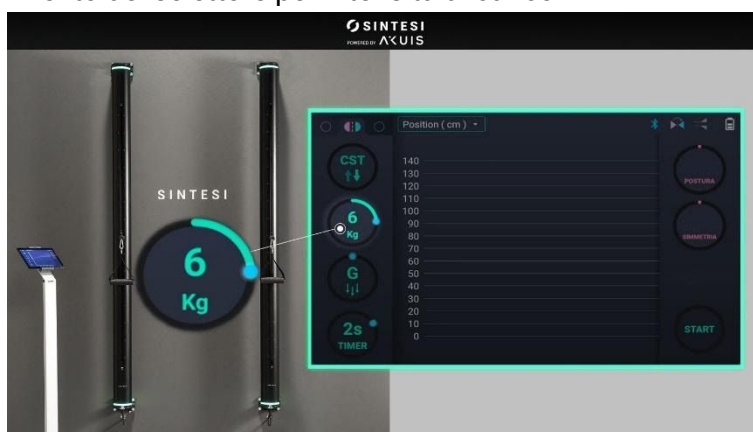 SINTESI
POWERED BY AKUIS
SINTESI
6
Kg
Position ( cm )
CST
6
Kg
G
2s
TIMER
140
130
120
110
100
90
80
70
60
50
40
30
20
10
0
POSTURA
SIMMETRIA
START